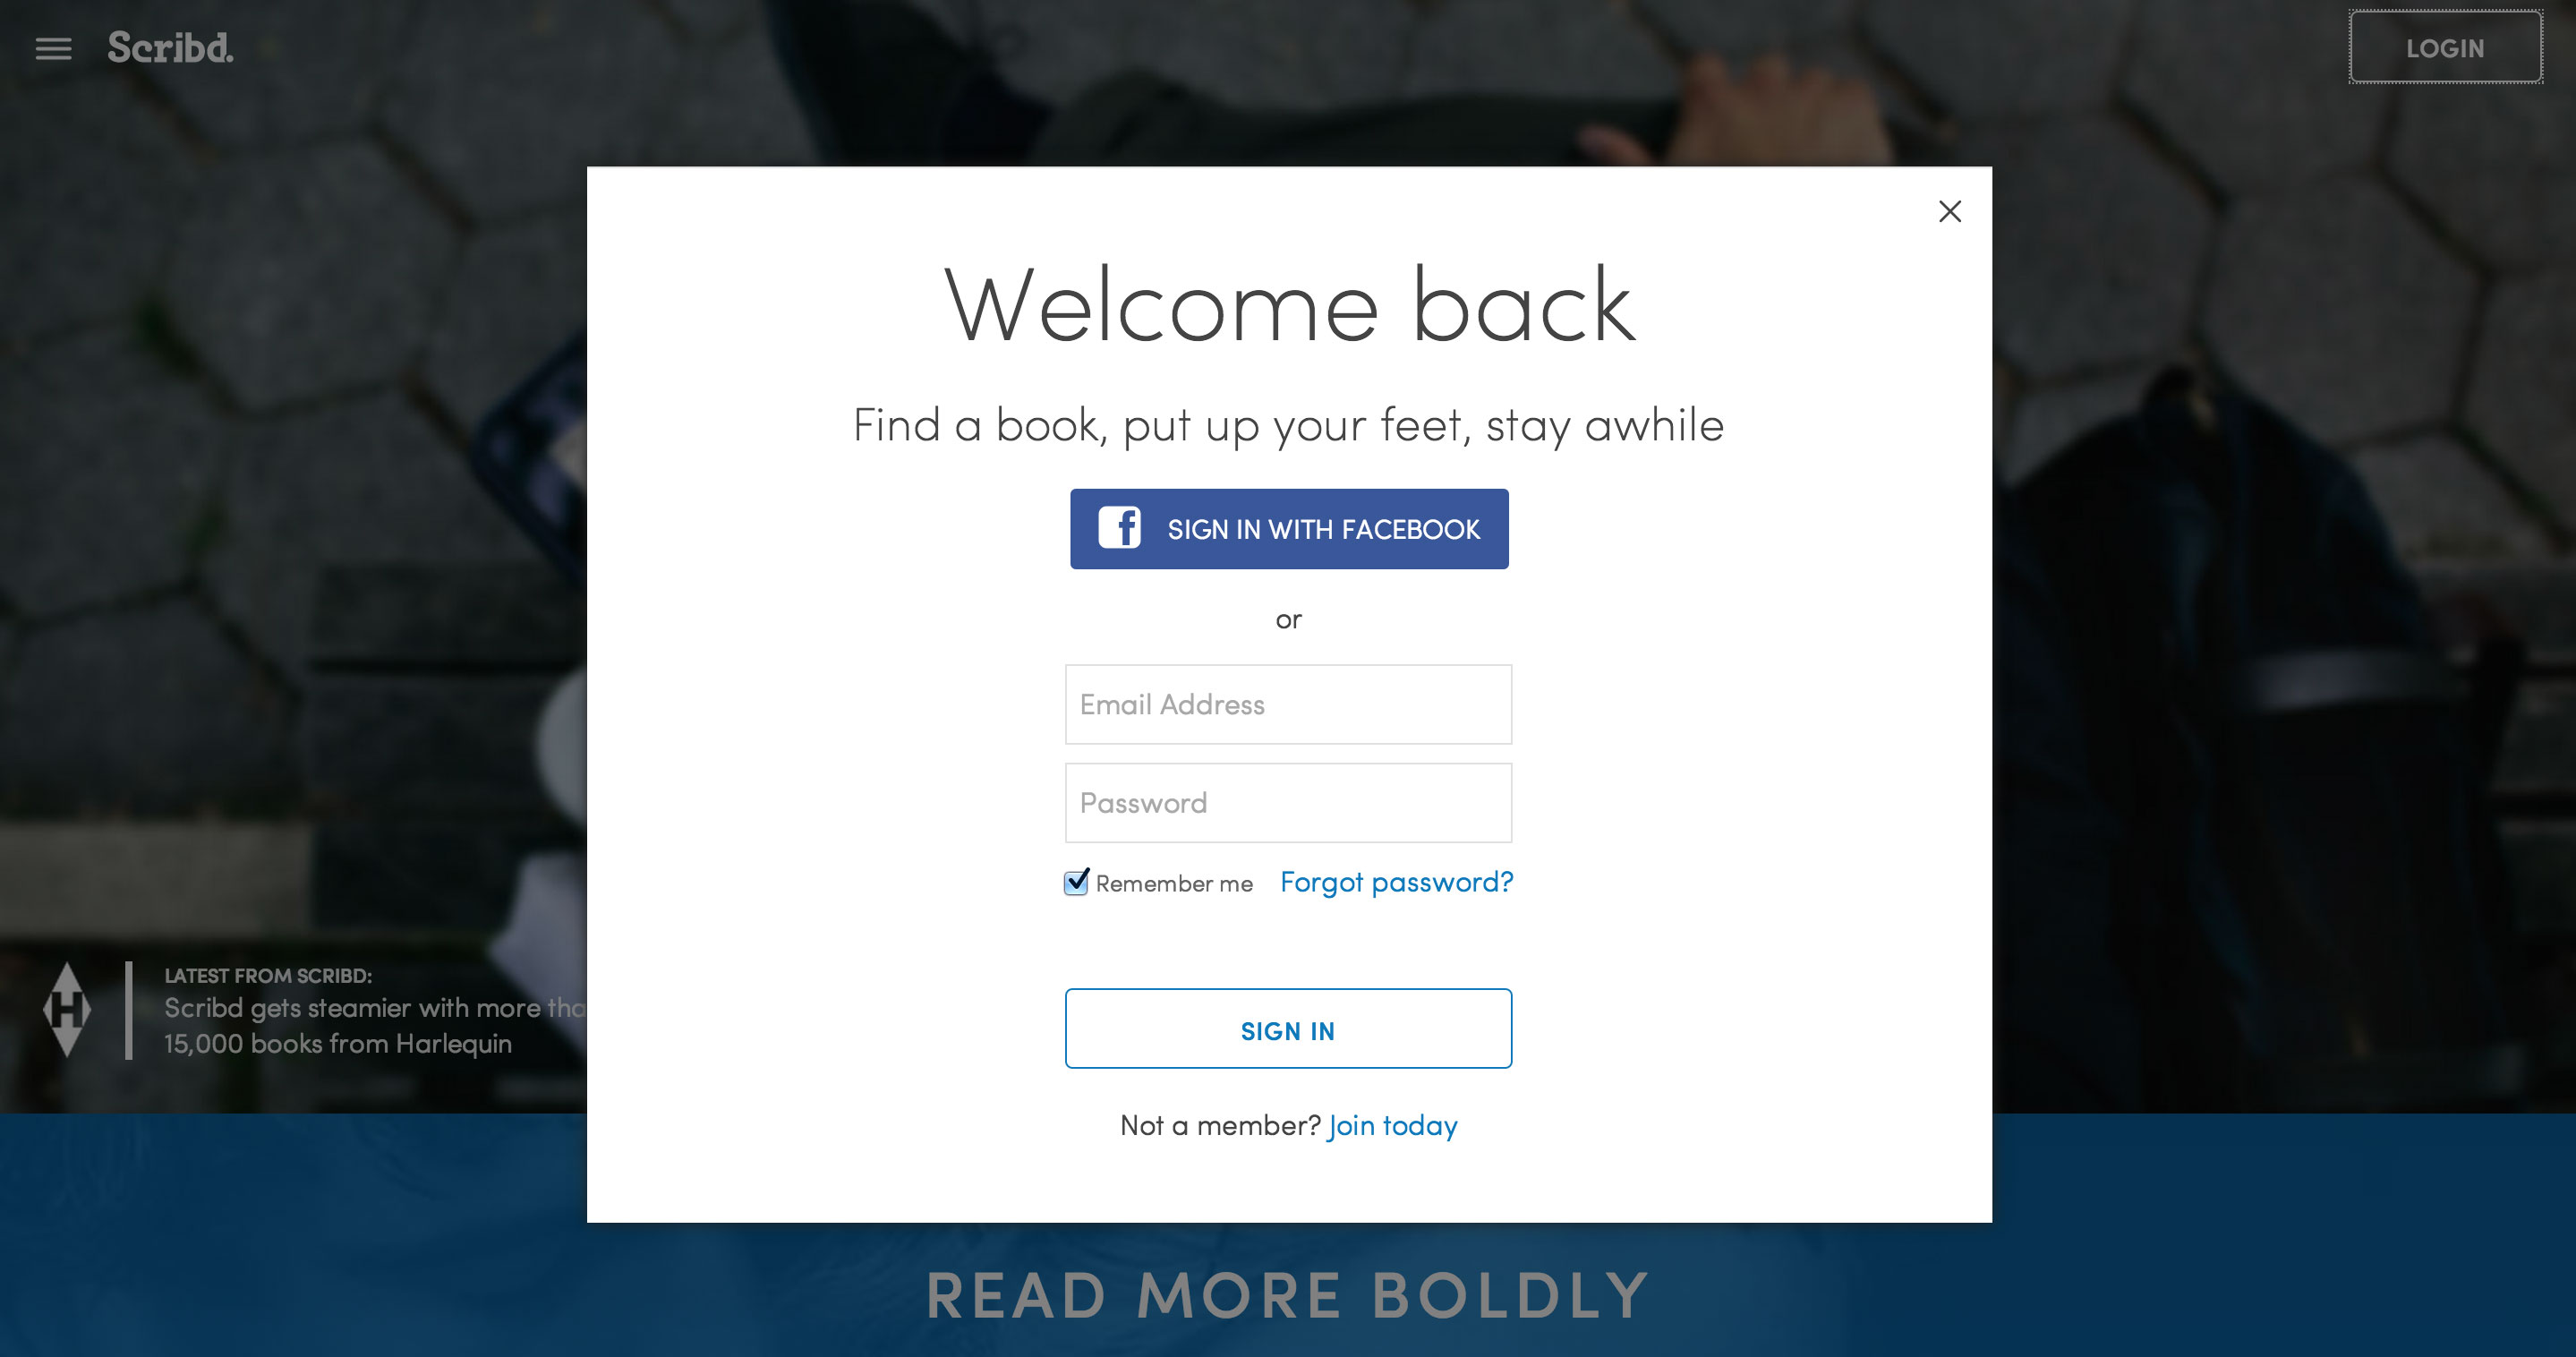 Scribd.
LOGIN
Welcome back
Find a book, put up your feet, stay awhile
f SIGN IN WITH FACEBOOK
or
Email Address
Password
Remember me Forgot password?
SIGN IN
Not a member? Join today
H
LATEST FROM SCRIBD:
Scribd gets steamier with more tha
15,000 books from Harlequin
READ MORE BOLDLY